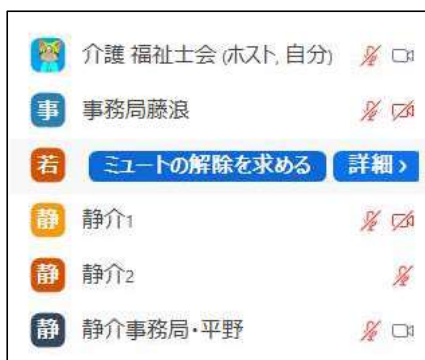 介護 福祉士会 (ホスト, 自分)
事 事務局藤浪
若 ミュートの解除を求める 詳細 ›
静 静介1
静 静介2
静 静介事務局・平野